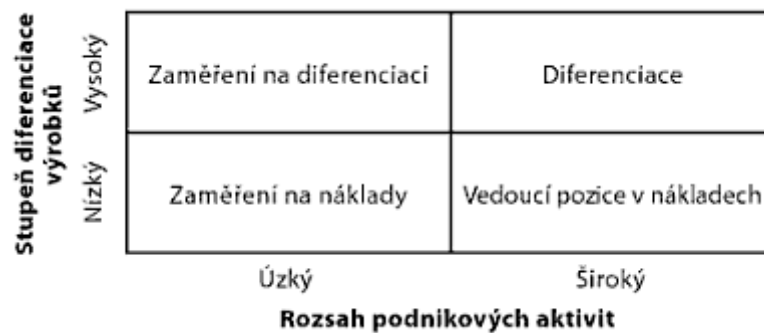 Stupeň diferenciace
výrobků
Vysoký
Nízký
Zaměření na diferenciaci
Diferenciace
Zaměření na náklady
Vedoucí pozice v nákladech
Úzký
Široký
Rozsah podnikových aktivit